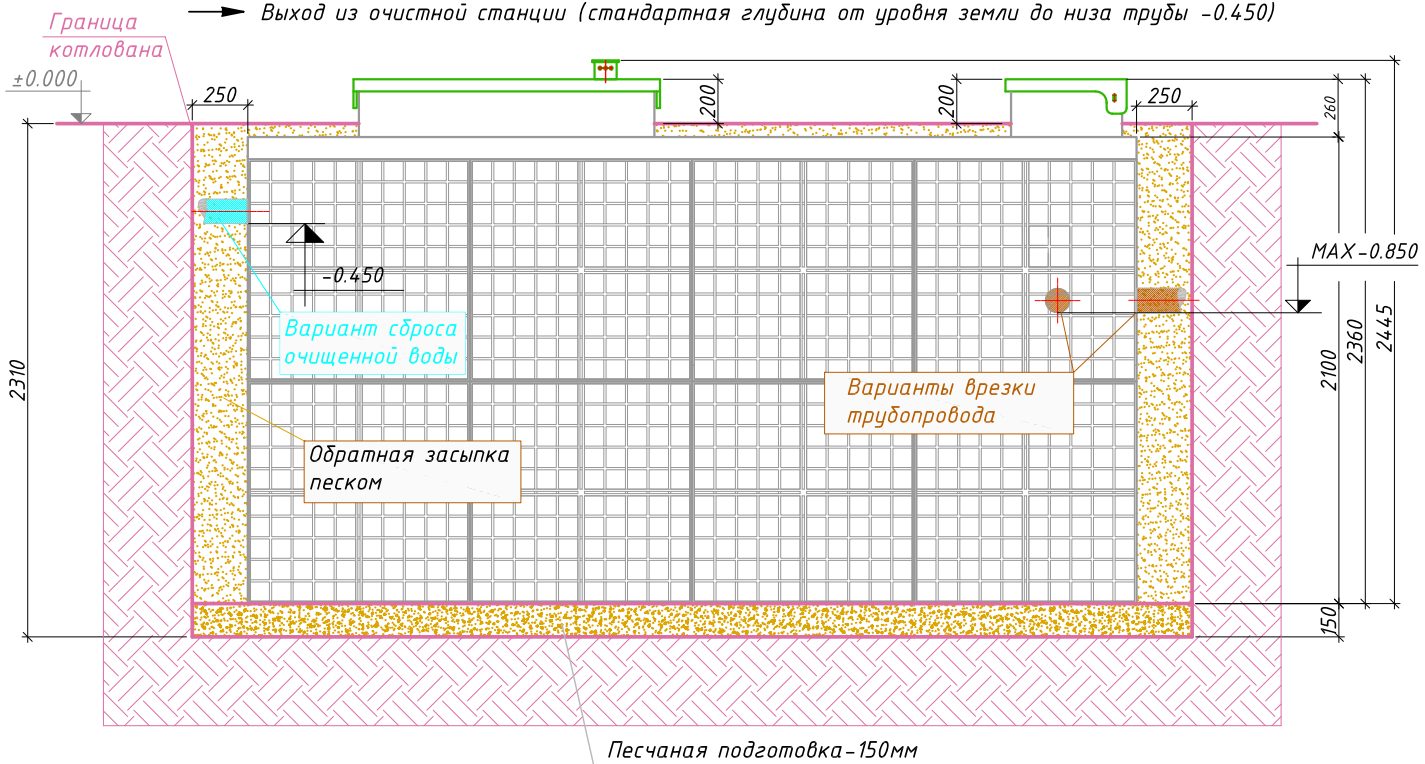 Выход из очистной станции (стандартная глубина от уровня земли до низа трубы -0.450)
Граница
котлована
±0.000
250
200
200
250
260
-0.450
MAX-0.850
Вариант сброса
очищенной воды
2310
Варианты врезки
трубопровода
2100
2360
2445
Обратная засыпка
песком
150
Песчаная подготовка-150мм